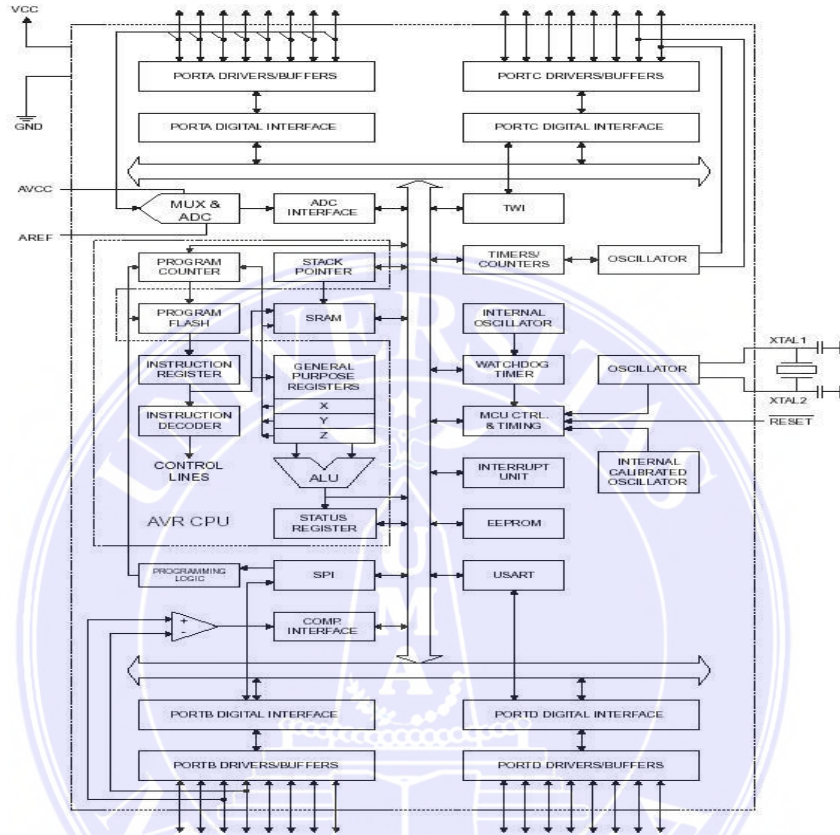 VCC
GND
PORTA DRIVERS/BUFFERS
PORTC DRIVERS/BUFFERS
PORTA DIGITAL INTERFACE
PORTC DIGITAL INTERFACE
AVCC
AREF
MUX &
ADC
ADC
INTERFACE
TWI
PROGRAM
COUNTER
STACK
POINTER
TIMERS/
COUNTERS
OSCILLATOR
PROGRAM
FLASH
SRAM
INTERNAL
OSCILLATOR
INSTRUCTION
REGISTER
GENERAL
PURPOSE
REGISTERS
X
Y
Z
WATCHDOG
TIMER
OSCILLATOR
XTAL1
XTAL2
INSTRUCTION
DECODER
MCU CTRL.
& TIMING
RESET
CONTROL
LINES
ALU
INTERRUPT
UNIT
INTERNAL
CALIBRATED
OSCILLATOR
AVR CPU
STATUS
REGISTER
EEPROM
PROGRAMMING
LOGIC
SPI
USART
+
-
COMP.
INTERFACE
PORTB DIGITAL INTERFACE
PORTD DIGITAL INTERFACE
PORTB DRIVERS/BUFFERS
PORTD DRIVERS/BUFFERS
UNIVERSITAS
U
M
A